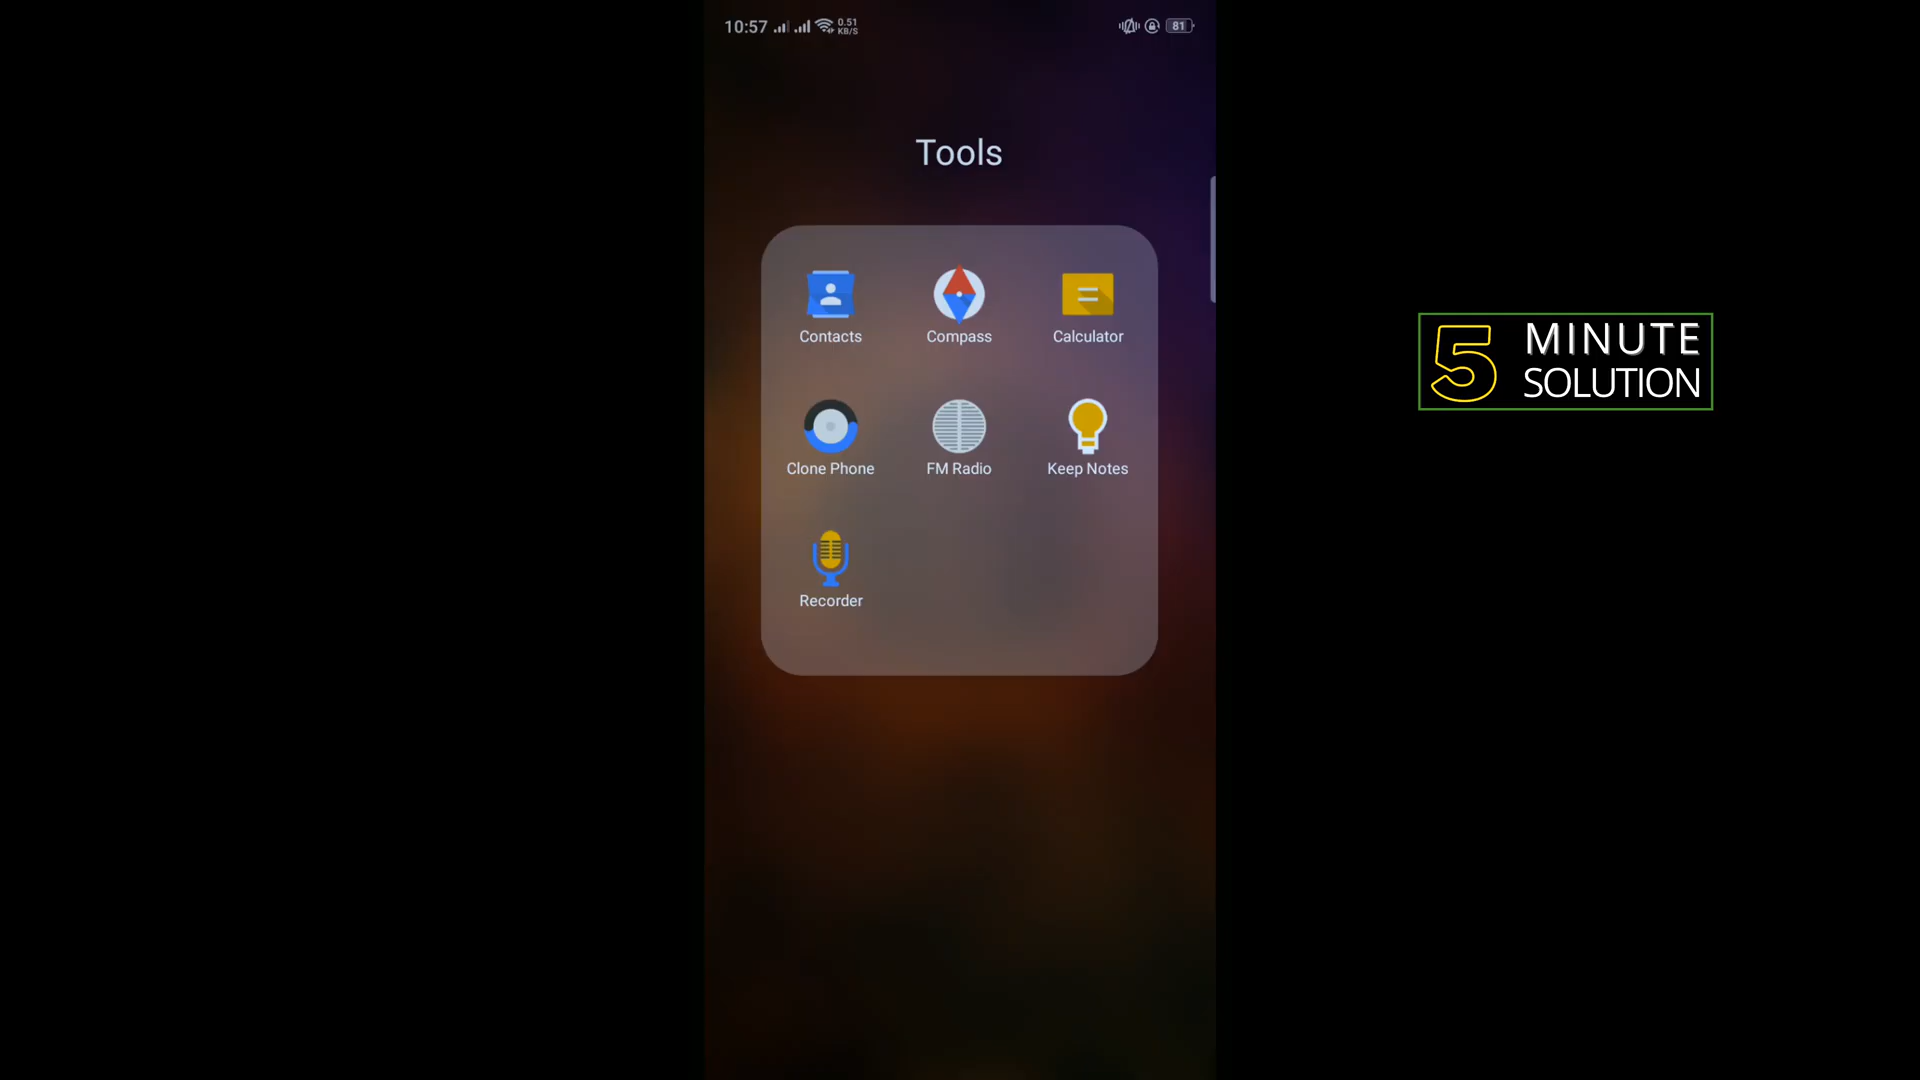 10:57 0.51 KB/S 81
Tools
Contacts Compass Calculator
Clone Phone FM Radio Keep Notes
Recorder
5 MINUTE
SOLUTION